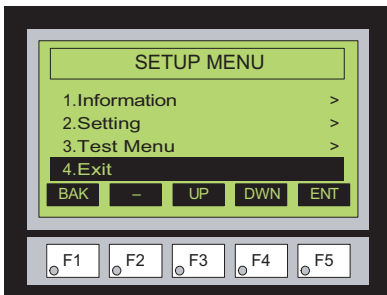 SETUP MENU
1.Information >
2.Setting >
3.Test Menu >
4.Exit
BAK – UP DWN ENT
F1 F2 F3 F4 F5